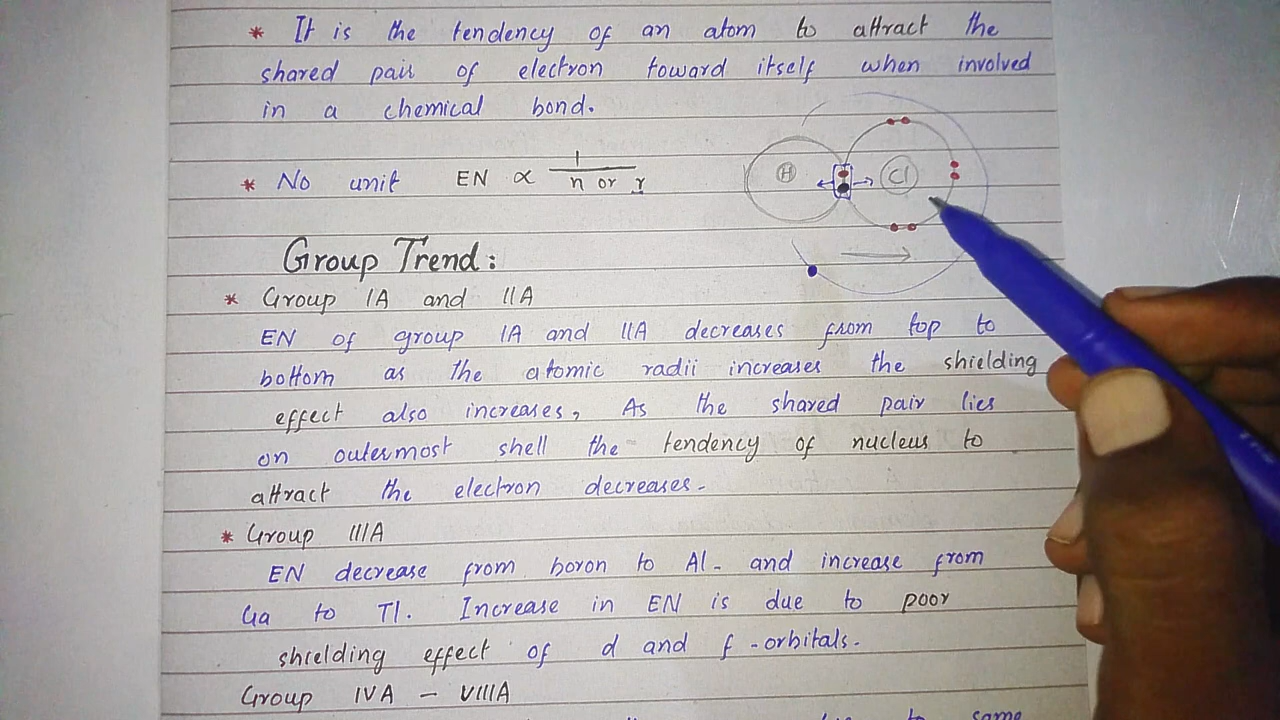 * It is the tendency of an atom to attract the
shared pair of electron toward itself when involved
in a chemical bond.
* No unit EN ∝ 1 / n or r
H Cl
Group Trend:
* Group IA and IIA
EN of group IA and IIA decreases from top to
bottom as the atomic radii increases the shielding
effect also increases, As the shared pair lies
on outermost shell the tendency of nucleus to
attract the electron decreases.
* Group IIIA
EN decrease from boron to Al. and increase from
Ga to Tl. Increase in EN is due to poor
shielding effect of d and f-orbitals.
Group IVA - VIIIA
to same